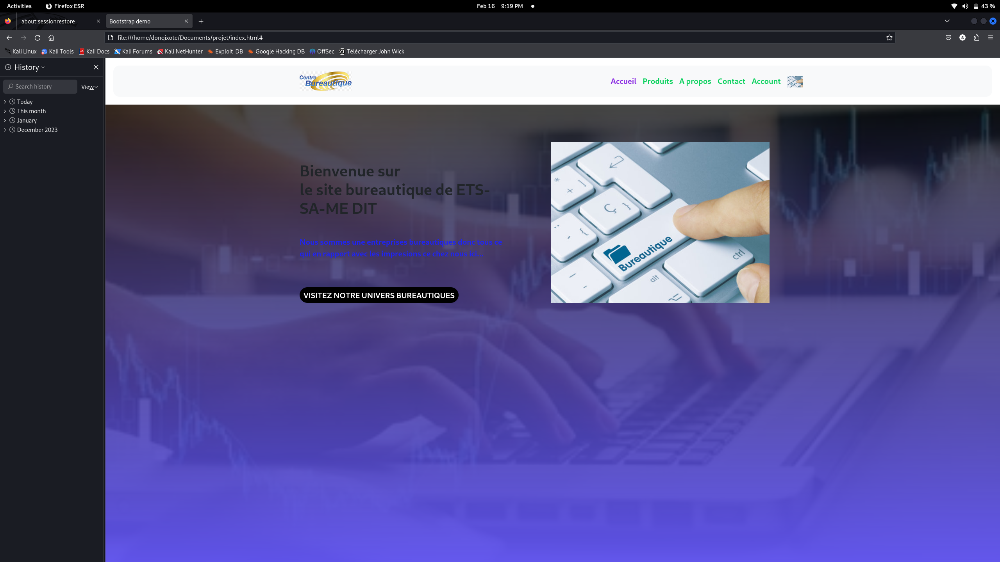 Activities Firefox ESR Feb 16 9:19 PM 43 %
about:sessionrestore Bootstrap demo
file:///home/donqixote/Documents/projet/index.html# S
Kali Linux Kali Tools Kali Docs Kali Forums Kali NetHunter Exploit-DB Google Hacking DB OffSec ZT Télécharger John Wick
History
Search history View
Today
This month
January
December 2023
Centre
Bureautique
Accueil Produits A propos Contact Account
Bienvenue sur
le site bureautique de ETS-
SA-ME DIT
Nous sommes une entreprises bureautiques donc tous ce
qui en rapport avec les impresions ce chez nous ici...
VISITEZ NOTRE UNIVERS BUREAUTIQUES
* ]
+
Ç }
: {
-
Bureautique
ctrl
alt